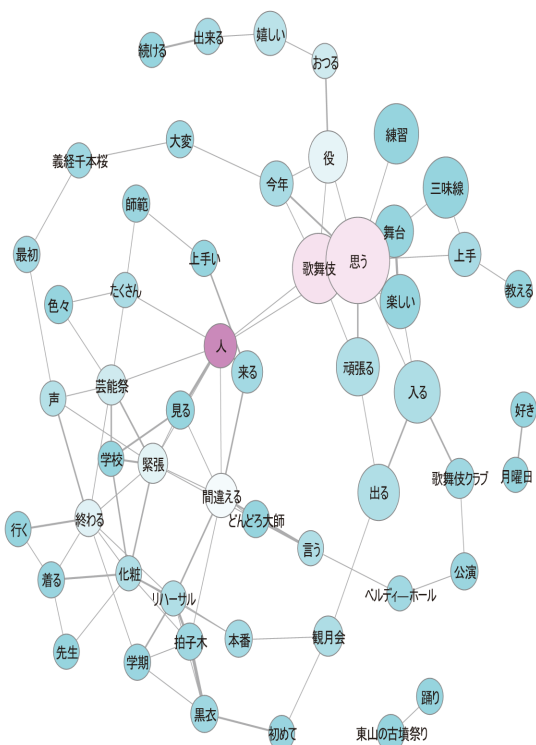 続ける
出来る
嬉しい
おつる
練習
大変
義経千本桜
役
今年
三味線
師範
舞台
最初
上手い
歌舞伎
思う
上手
たくさん
教える
色々
楽しい
人
頑張る
来る
芸能祭
入る
声
見る
好き
学校
緊張
月曜日
間違える
出る
歌舞伎クラブ
どんどろ大師
終わる
行く
言う
化粧
着る
公演
リハーサル
ベルディーホール
先生
学期
拍子木
本番
観月会
踊り
黒衣
初めて
東山の古墳祭り